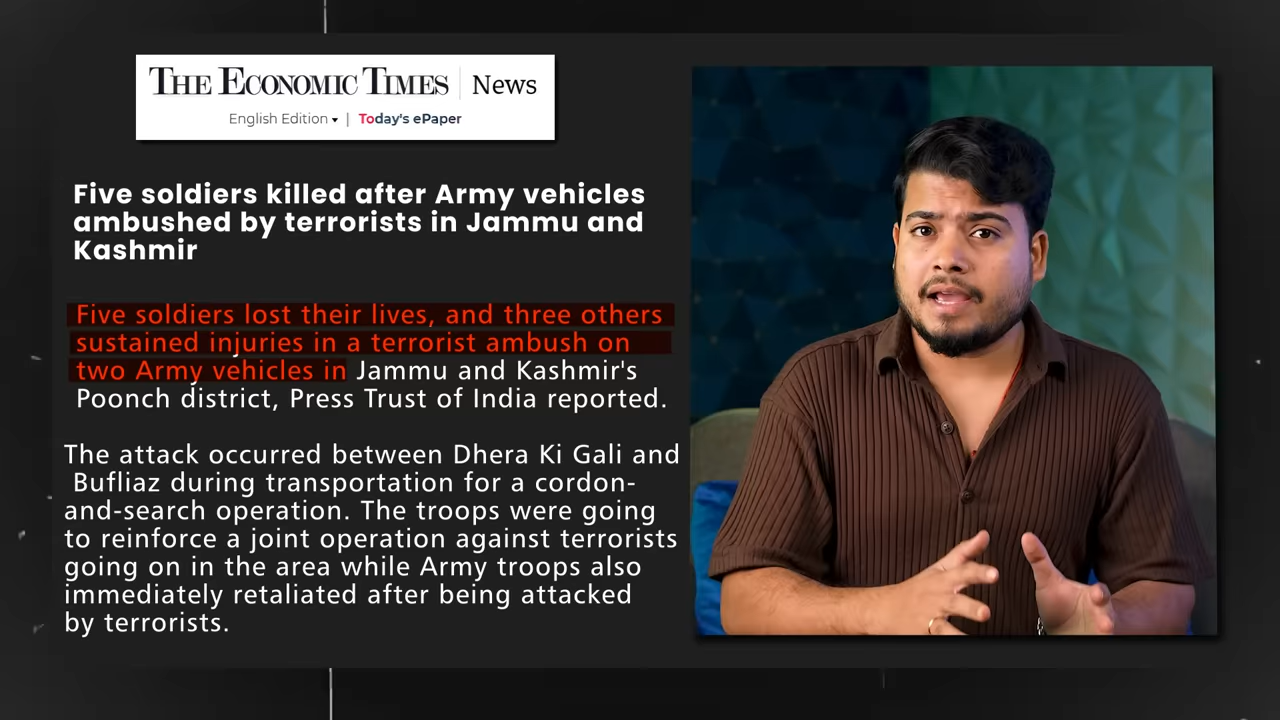 THE ECONOMIC TIMES | News
English Edition ▾ | Today's ePaper
Five soldiers killed after Army vehicles
ambushed by terrorists in Jammu and
Kashmir
Five soldiers lost their lives, and three others
sustained injuries in a terrorist ambush on
two Army vehicles in Jammu and Kashmir's
Poonch district, Press Trust of India reported.
The attack occurred between Dhera Ki Gali and
Bufliaz during transportation for a cordon-
and-search operation. The troops were going
to reinforce a joint operation against terrorists
going on in the area while Army troops also
immediately retaliated after being attacked
by terrorists.